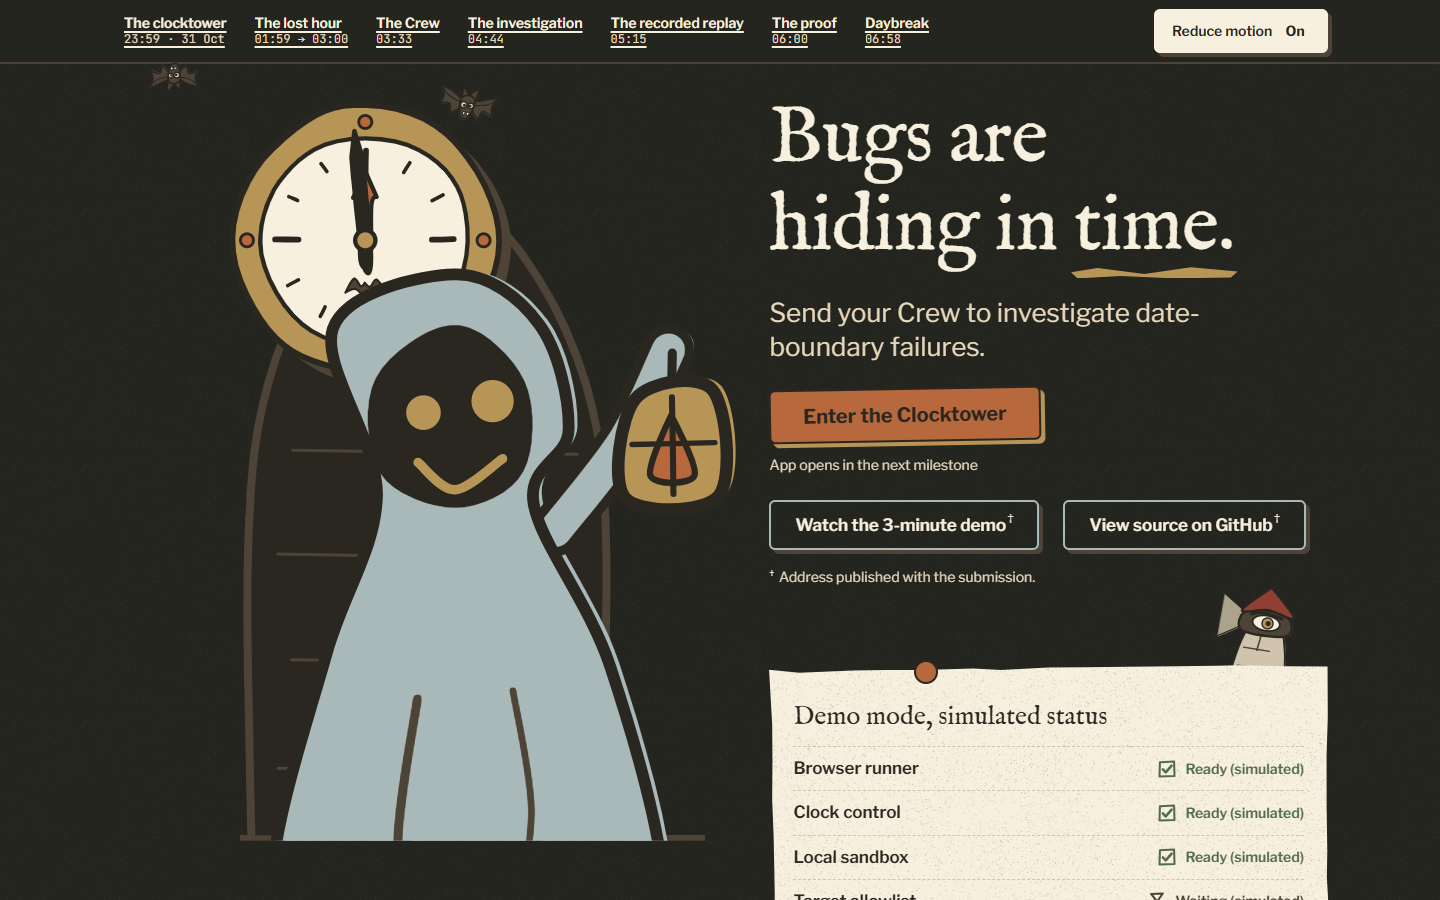 The clocktower
23:59 · 31 Oct
The lost hour
01:59 → 03:00
The Crew
03:33
The investigation
04:44
The recorded replay
05:15
The proof
06:00
Daybreak
06:58
Reduce motion On
Bugs are
hiding in time.
Send your Crew to investigate date-
boundary failures.
Enter the Clocktower
App opens in the next milestone
Watch the 3-minute demo†
View source on GitHub†
† Address published with the submission.
Demo mode, simulated status
Browser runner
Ready (simulated)
Clock control
Ready (simulated)
Local sandbox
Ready (simulated)
Target allowlist
Waiting (simulated)